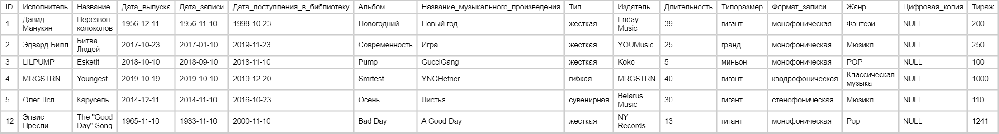 ID Исполнитель Название Дата_выпуска Дата_записи Дата_поступления_в_библиотеку Альбом Название_музыкального_произведения Тип Издатель Длительность Типоразмер Формат_записи Жанр Цифровая_копия Тираж
1 Давид Манукян Перезвон колоколов 1956-12-11 1956-11-10 1998-10-23 Новогодний Новый год жесткая Friday Music 39 гигант монофоническая Фэнтези NULL 200
2 Эдвард Билл Битва Людей 2017-10-23 2017-01-10 2019-11-23 Современность Игра жесткая YOUMusic 25 гранд монофоническая Мюзикл NULL 250
3 LILPUMP Esketit 2018-10-10 2018-09-10 2018-11-10 Pump GucciGang жесткая Koko 5 миньон монофоническая POP NULL 100
4 MRGSTRN Youngest 2019-10-19 2019-10-10 2019-12-20 Smrtest YNGHefner гибкая MRGSTRN 40 гигант квадрофоническая Классическая музыка NULL 1000
5 Олег Лсп Карусель 2014-12-11 2014-11-10 2016-10-23 Осень Листья сувенирная Belarus Music 30 гигант стенофоническая Мюзикл NULL 110
12 Элвис Пресли The "Good Day" Song 1965-11-10 1933-11-10 2000-11-10 Bad Day A Good Day жесткая NY Records 13 гигант монофоническая Pop NULL 1241